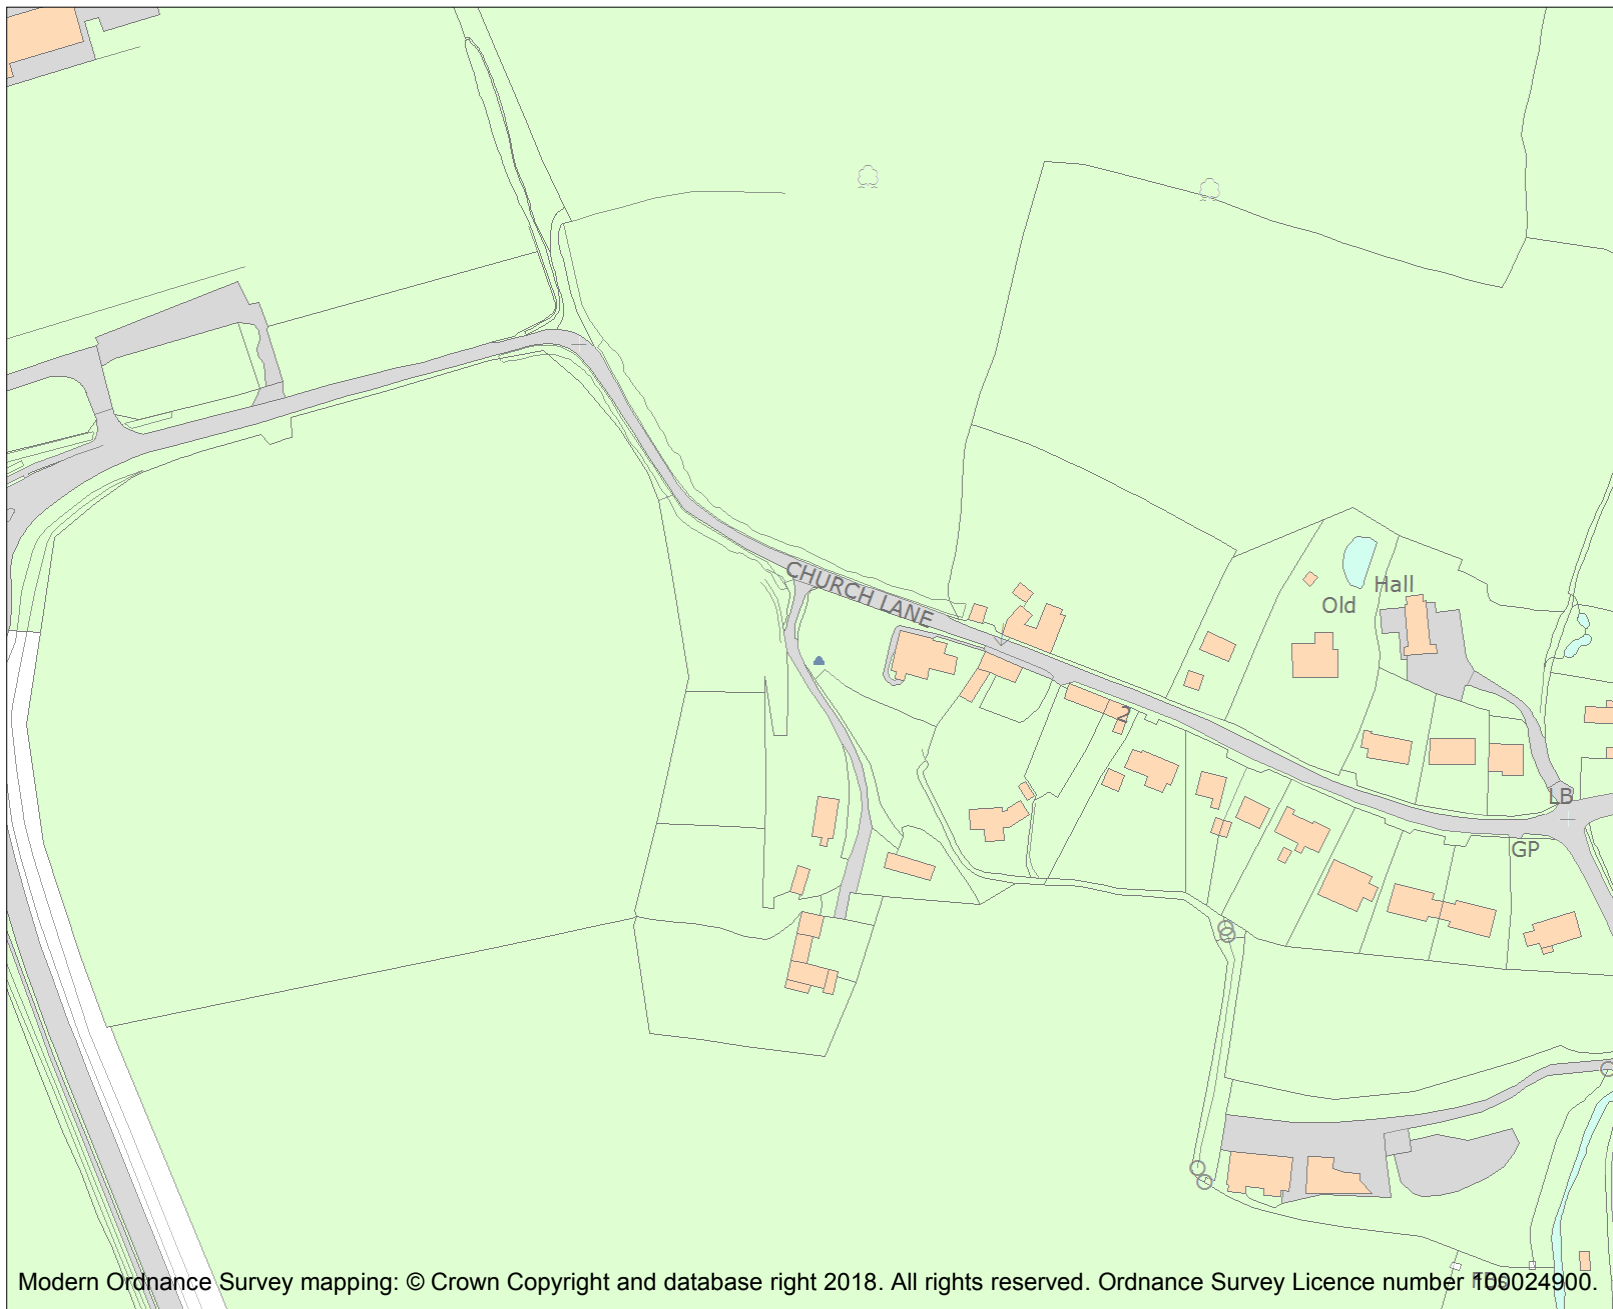 CHURCH LANE
Hall
Old
2
LB
GP
Modern Ordnance Survey mapping: © Crown Copyright and database right 2018. All rights reserved. Ordnance Survey Licence number 100024900.